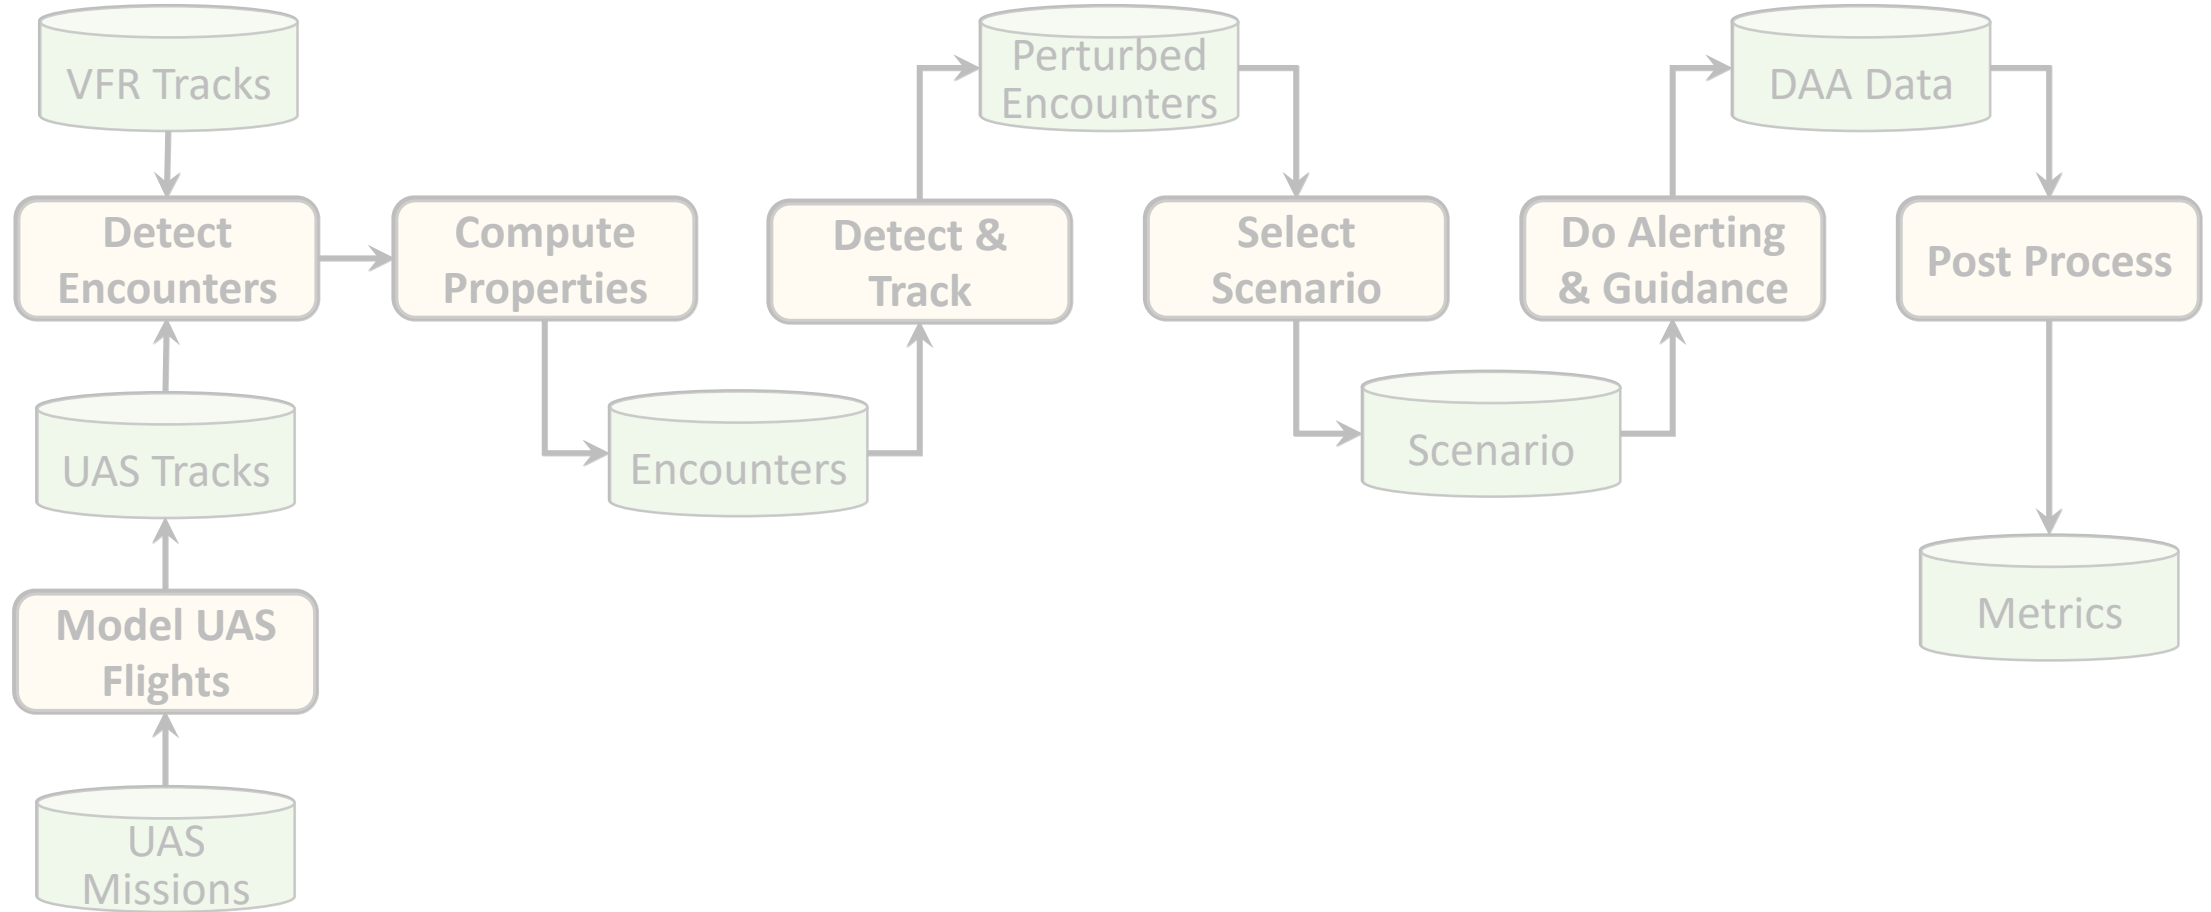 VFR Tracks
Detect
Encounters
UAS Tracks
Model UAS
Flights
UAS
Missions
Compute
Properties
Encounters
Detect &
Track
Perturbed
Encounters
Select
Scenario
Scenario
Do Alerting
& Guidance
DAA Data
Post Process
Metrics